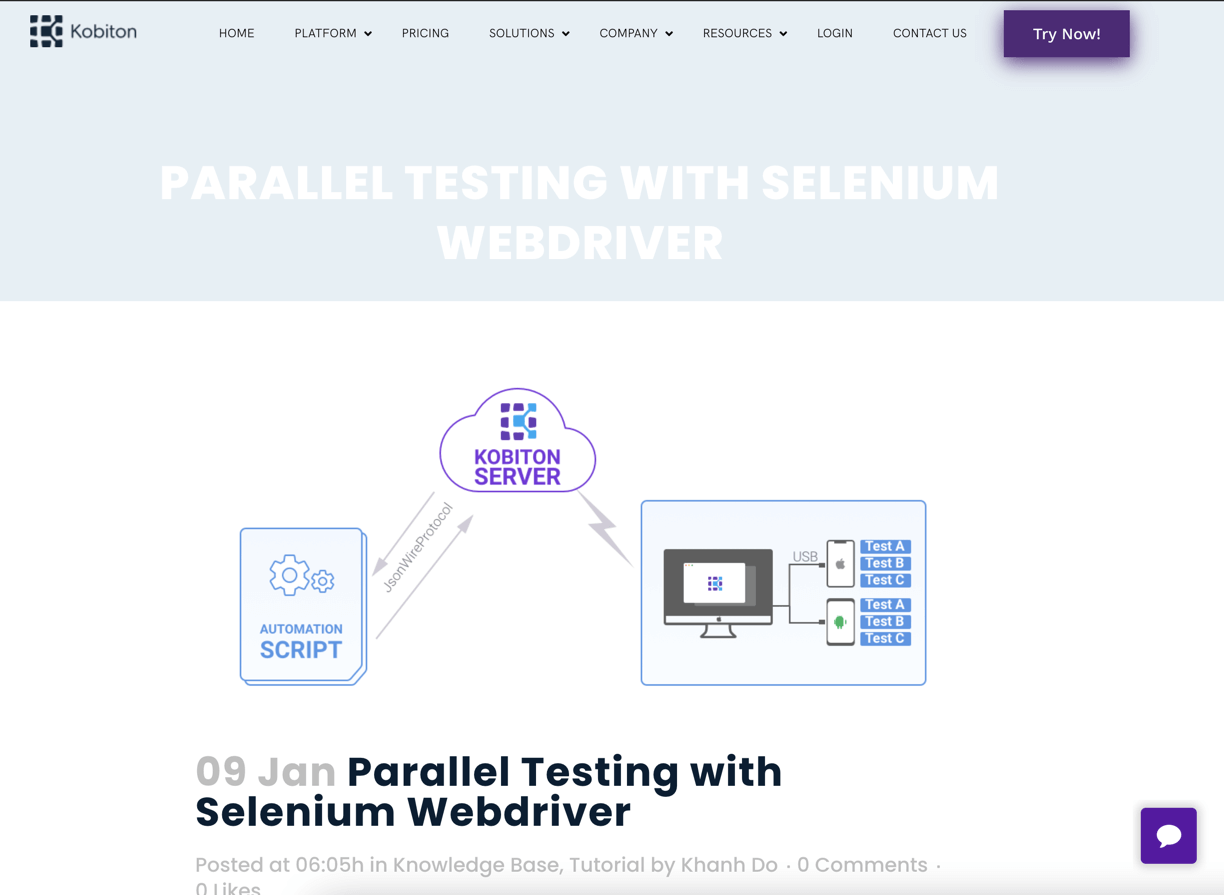 Kobiton
HOME
PLATFORM
PRICING
SOLUTIONS
COMPANY
RESOURCES
LOGIN
CONTACT US
Try Now!
PARALLEL TESTING WITH SELENIUM
WEBDRIVER
KOBITON
SERVER
JsonWireProtocol
AUTOMATION
SCRIPT
USB
Test A
Test B
Test C
Test A
Test B
Test C
09 Jan Parallel Testing with
Selenium Webdriver
Posted at 06:05h in Knowledge Base, Tutorial by Khanh Do · 0 Comments ·
0 Likes